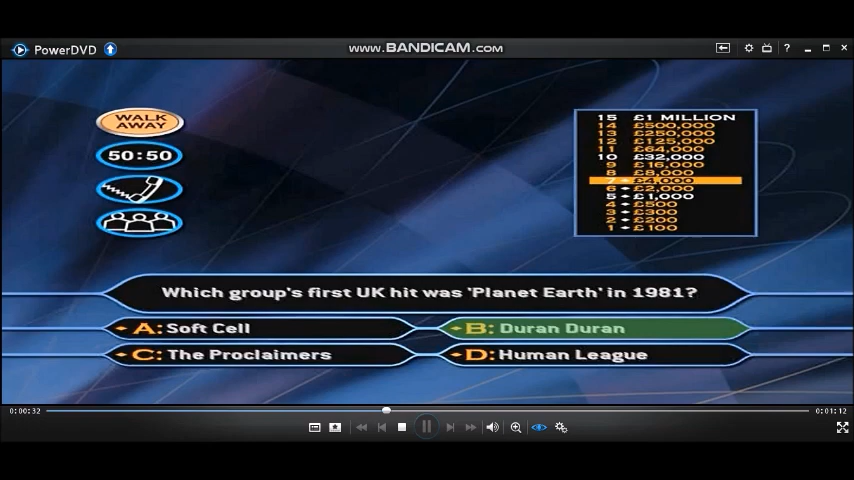 PowerDVD
www.BANDICAM.com
?
WALK
AWAY
50:50
15 £1 MILLION
14 £500,000
13 £250,000
12 £125,000
11 £64,000
10 £32,000
9 £16,000
8 £8,000
7 £4,000
6 £2,000
5 £1,000
4 £500
3 £300
2 £200
1 £100
Which group's first UK hit was 'Planet Earth' in 1981?
A: Soft Cell
B: Duran Duran
C: The Proclaimers
D: Human League
0:00:32
0:01:12